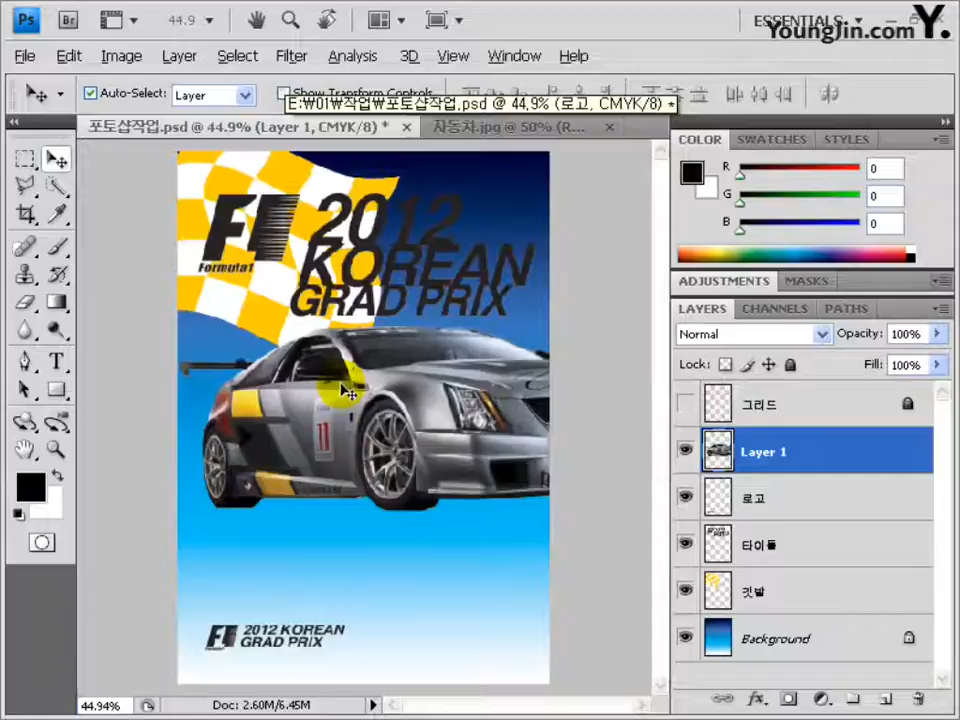 Ps Br 44.9 ESSENTIALS
YoungJin.com Y.
File Edit Image Layer Select Filter Analysis 3D View Window Help
Auto-Select: Layer Show Transform Controls
E:\01\작업\포토샵작업.psd @ 44.9% (로고, CMYK/8) *
포토샵작업.psd @ 44.9% (Layer 1, CMYK/8) * × 자동차.jpg @ 50% (R... ×
COLOR SWATCHES STYLES
R 0
G 0
B 0
F1 2012
KOREAN
Formula1 GRAD PRIX
11
ADJUSTMENTS MASKS
LAYERS CHANNELS PATHS
Normal Opacity: 100%
Lock: Fill: 100%
그리드
Layer 1
로고
타이틀
깃발
Background
F1 2012 KOREAN
GRAD PRIX
44.94% Doc: 2.60M/6.45M